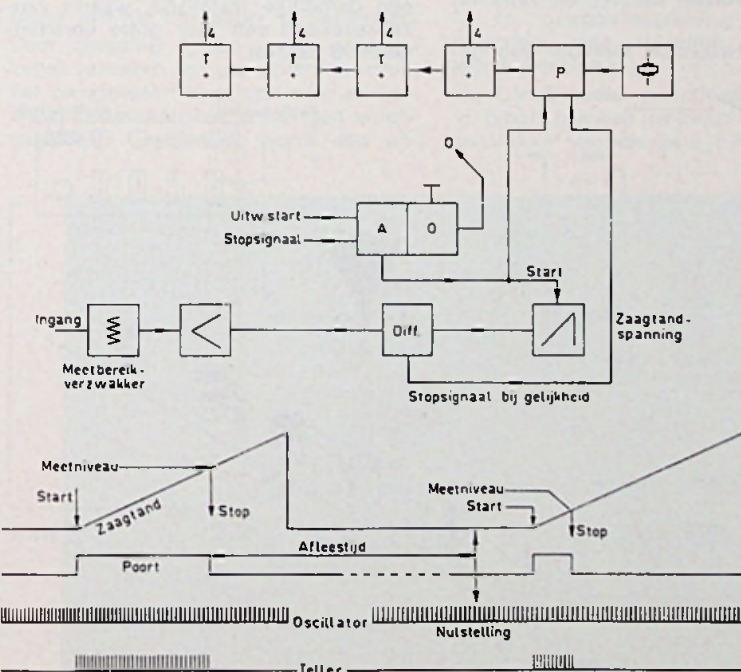 4 4 4 4
T T T T P
O
Uitw. start
Stopsignaal
A O
Start
Ingang
Diff.
Zaagtand-
spanning
Meetbereik-
verzwakker
Stopsignaal bij gelijkheid
Meetniveau
Start
Zaagtand
Stop
Meetniveau
Start
Stop
Afleestijd
Poort
Oscillator
Nulstelling
Teller